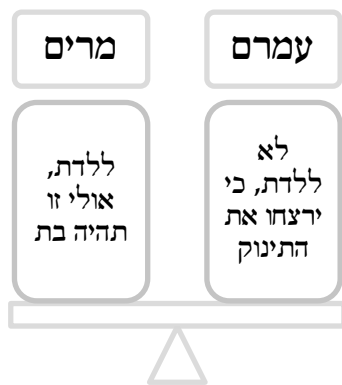 עמרם
לא
ללדת, כי
ירצחו את
התינוק
מרים
ללדת,
אולי זו
תהיה בת